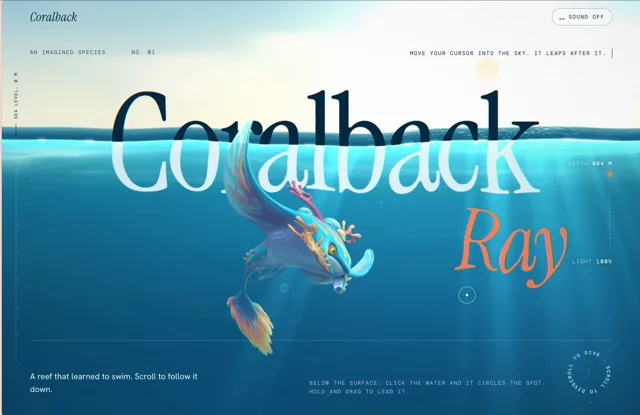 Coralback
SOUND OFF
AN IMAGINED SPECIES
NO. 01
MOVE YOUR CURSOR INTO THE SKY. IT LEAPS AFTER IT.
SEA LEVEL, 0 M
Coralback
DEPTH 004 M
Ray
LIGHT 100%
A reef that learned to swim. Scroll to follow it
down.
BELOW THE SURFACE: CLICK THE WATER AND IT CIRCLES THE SPOT.
HOLD AND DRAG TO LEAD IT.
SCROLL TO DIVE